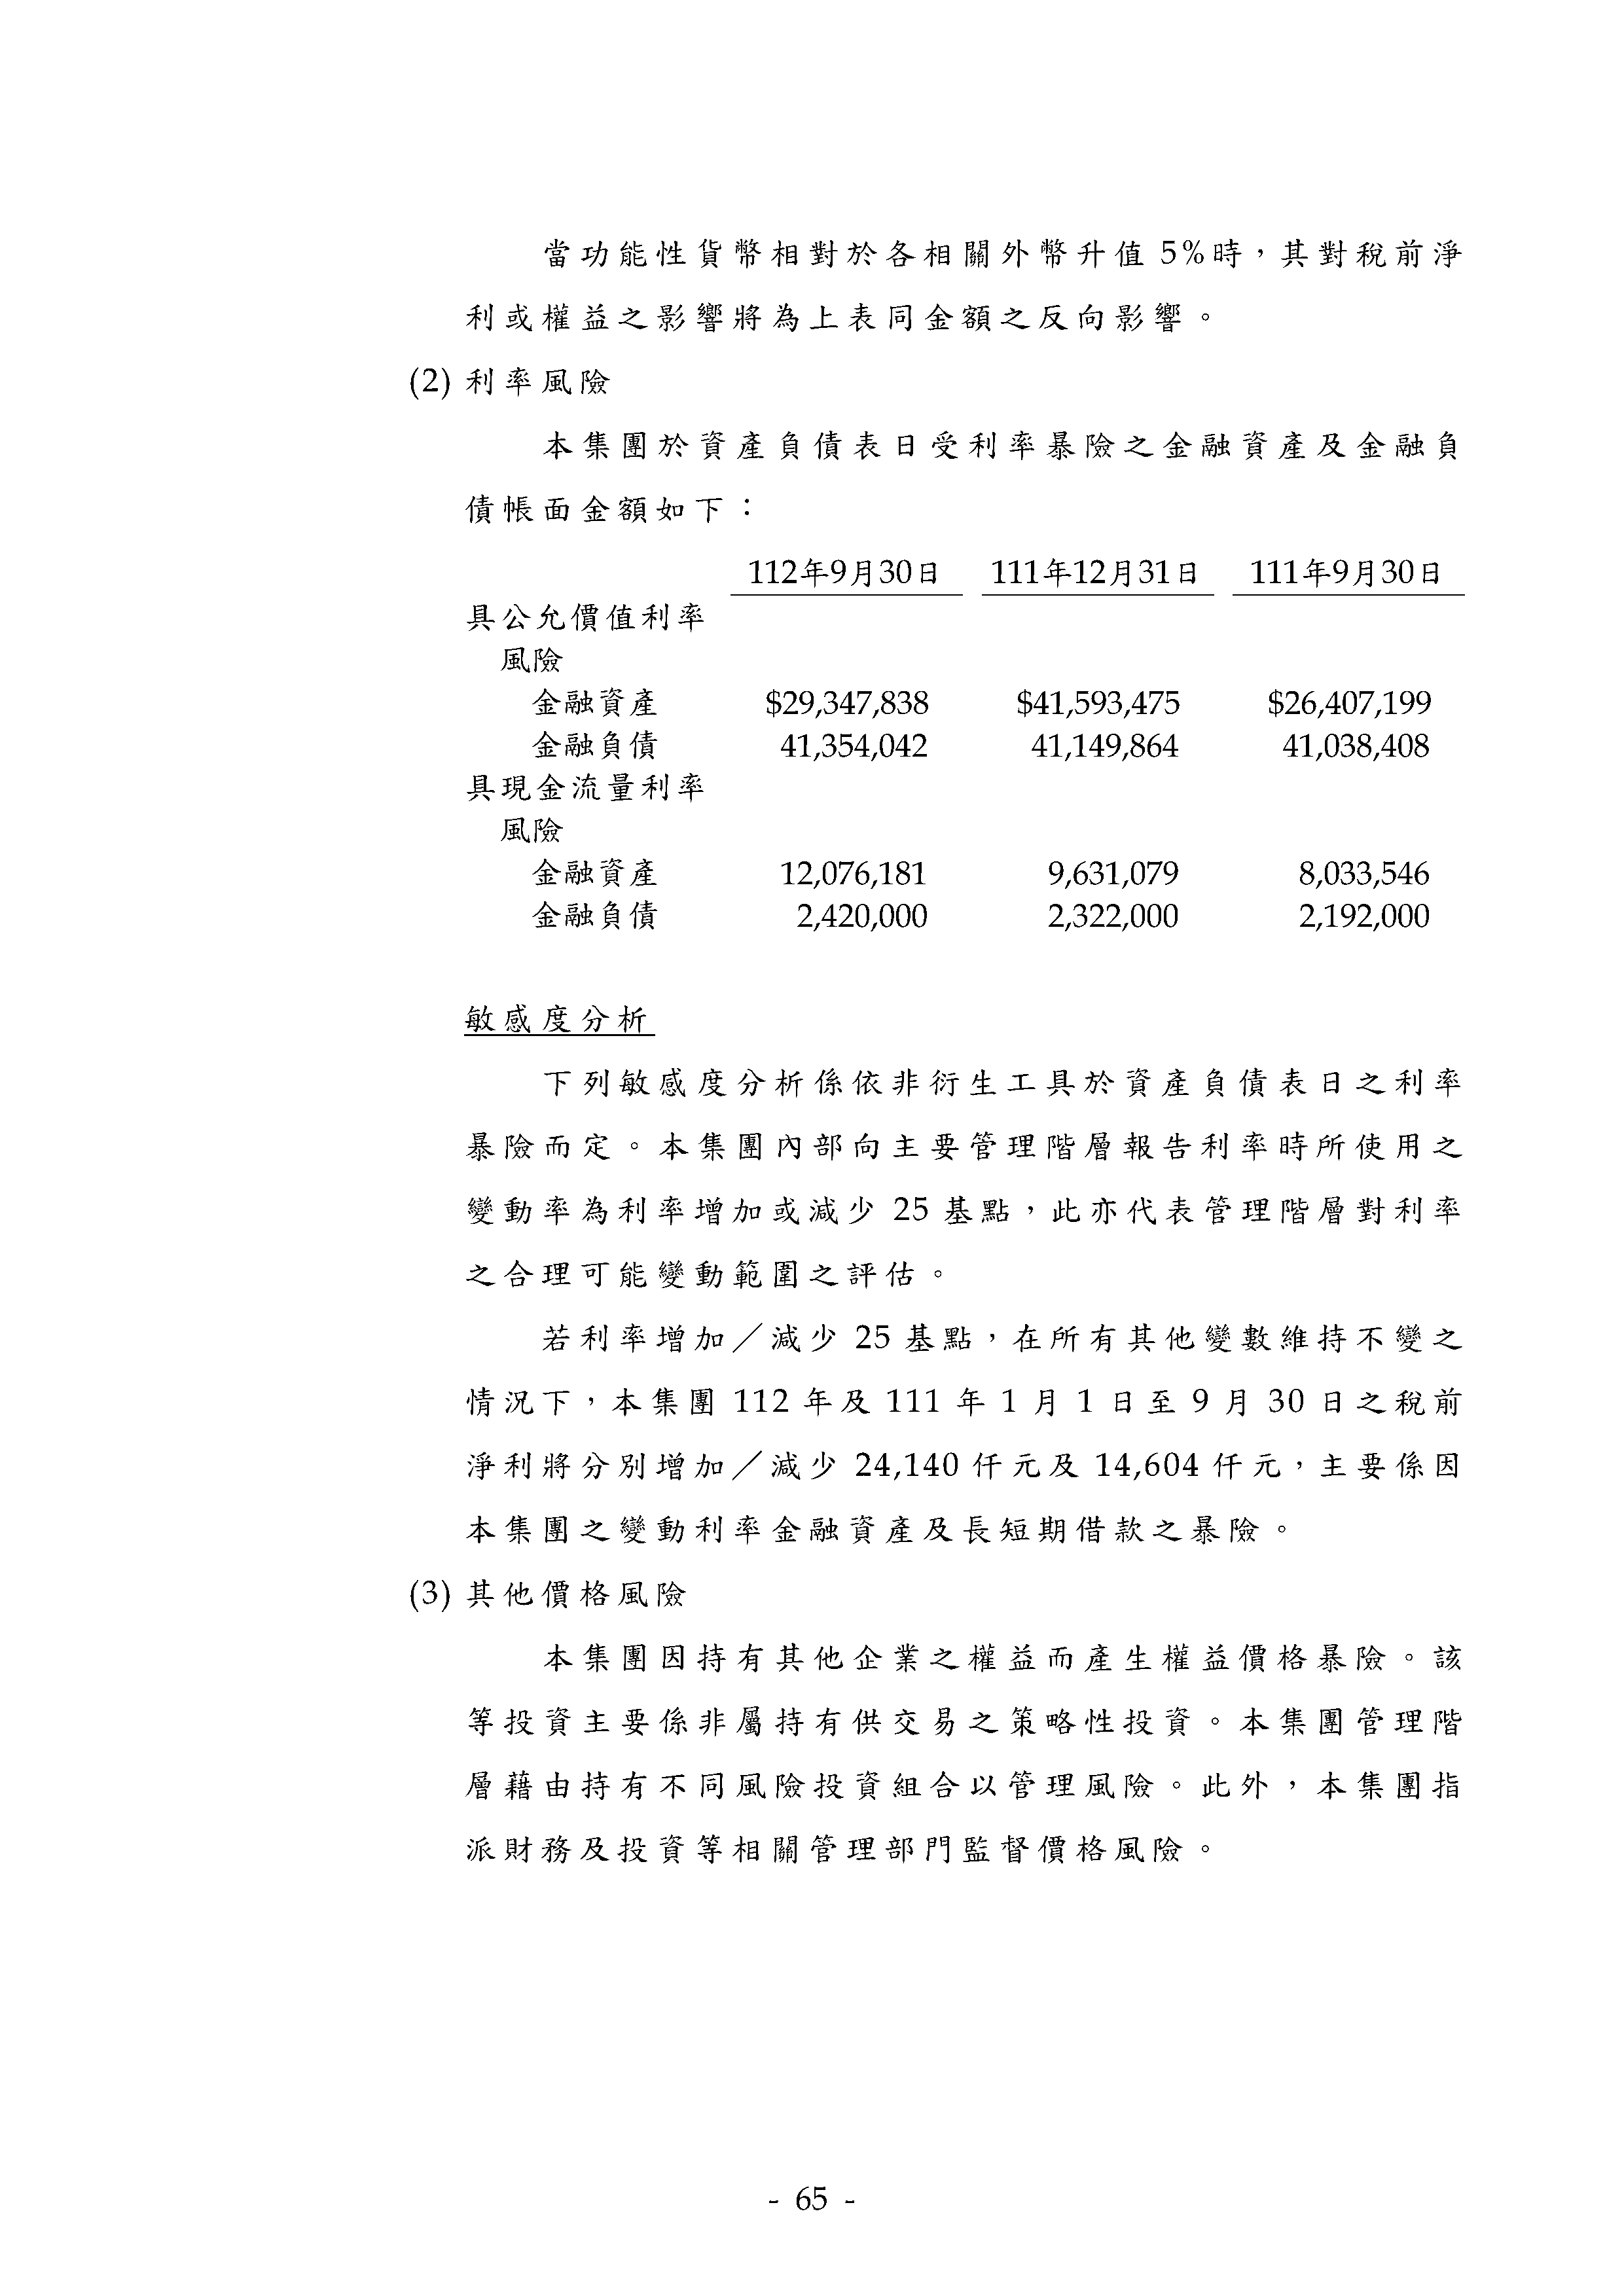 當功能性貨幣相對於各相關外幣升值 5%時，其對稅前淨
利或權益之影響將為上表同金額之反向影響。
(2) 利率風險
本集團於資產負債表日受利率暴險之金融資產及金融負
債帳面金額如下：
112年9月30日 111年12月31日 111年9月30日
具公允價值利率
風險
金融資產 $29,347,838 $41,593,475 $26,407,199
金融負債 41,354,042 41,149,864 41,038,408
具現金流量利率
風險
金融資產 12,076,181 9,631,079 8,033,546
金融負債 2,420,000 2,322,000 2,192,000
敏感度分析
下列敏感度分析係依非衍生工具於資產負債表日之利率
暴險而定。本集團內部向主要管理階層報告利率時所使用之
變動率為利率增加或減少 25 基點，此亦代表管理階層對利率
之合理可能變動範圍之評估。
若利率增加／減少 25 基點，在所有其他變數維持不變之
情況下，本集團 112 年及 111 年 1 月 1 日至 9 月 30 日之稅前
淨利將分別增加／減少 24,140 仟元及 14,604 仟元，主要係因
本集團之變動利率金融資產及長短期借款之暴險。
(3) 其他價格風險
本集團因持有其他企業之權益而產生權益價格暴險。該
等投資主要係非屬持有供交易之策略性投資。本集團管理階
層藉由持有不同風險投資組合以管理風險。此外，本集團指
派財務及投資等相關管理部門監督價格風險。
- 65 -